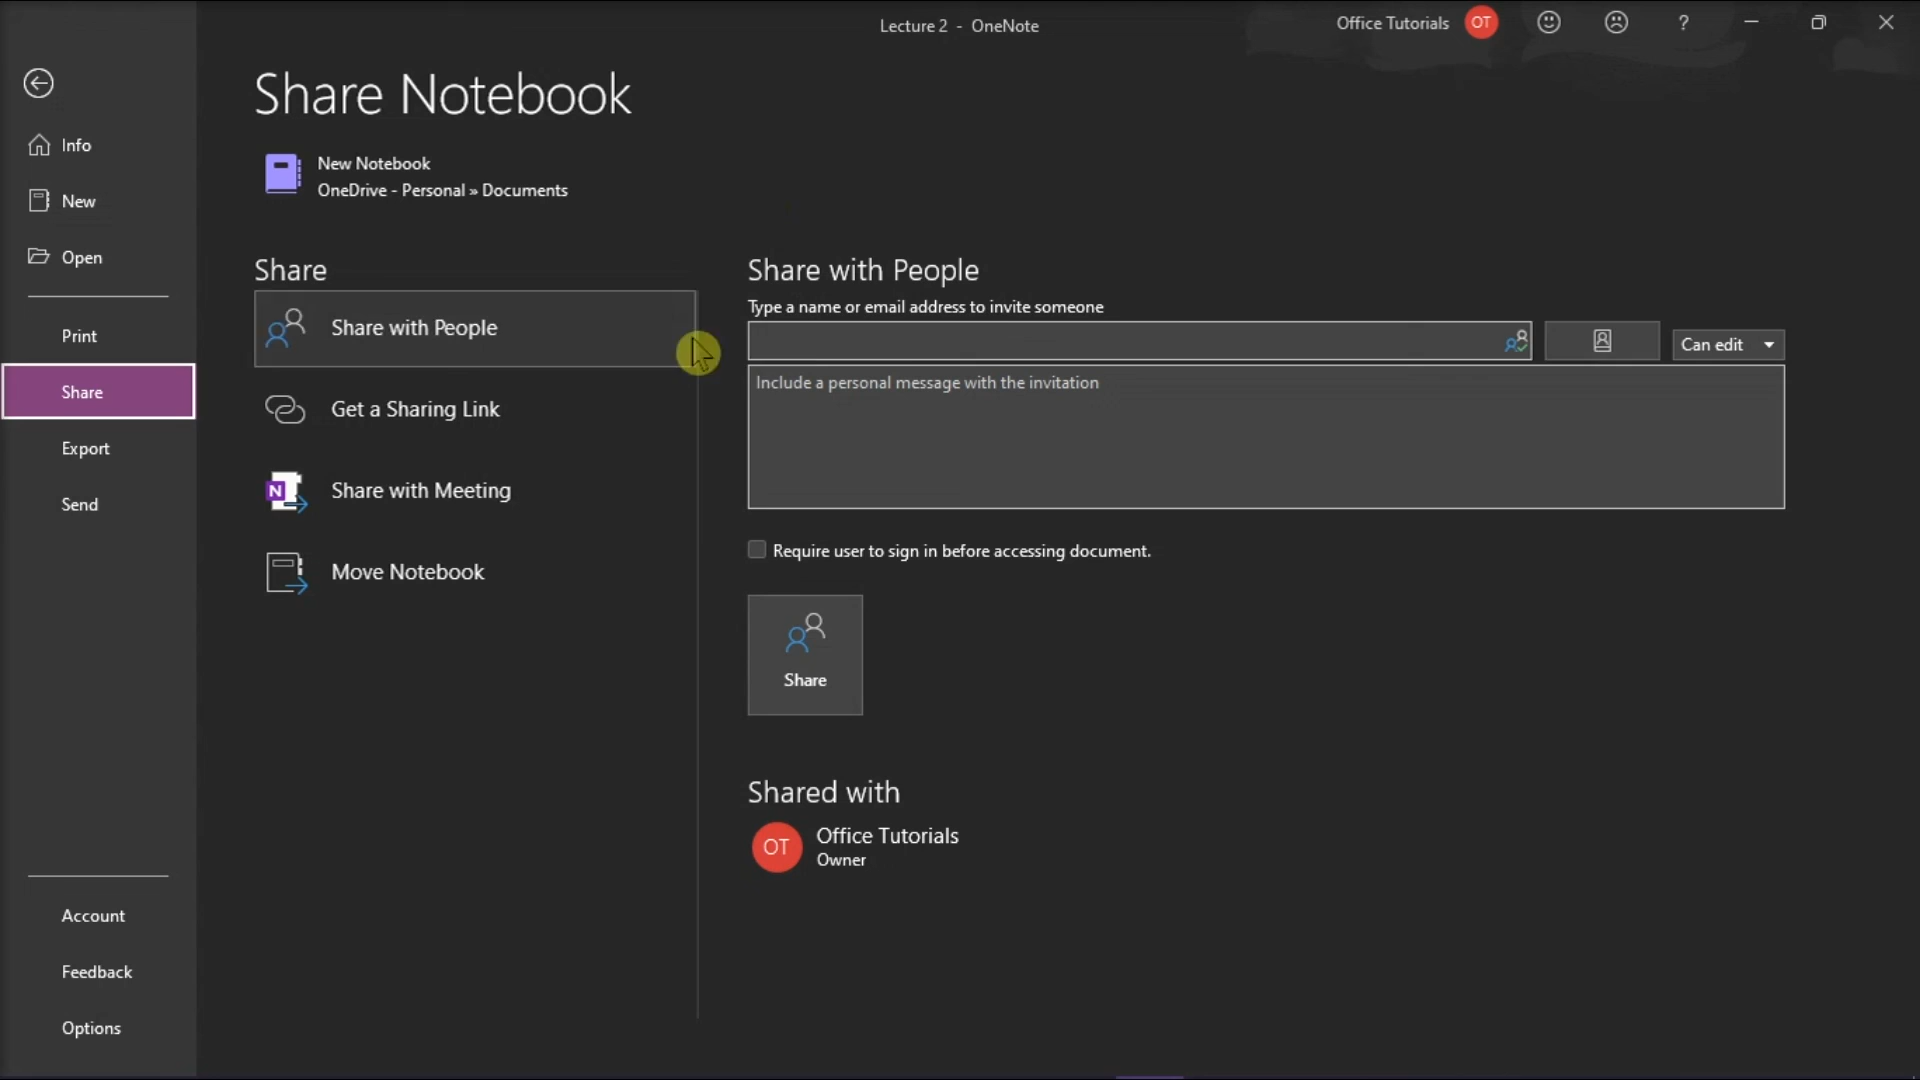 Lecture 2 - OneNote
Office Tutorials OT ?
Share Notebook
Info
New
Open
Print
Share
Export
Send
Account
Feedback
Options
New Notebook
OneDrive - Personal » Documents
Share
Share with People
Get a Sharing Link
N
Share with Meeting
Move Notebook
Share with People
Type a name or email address to invite someone
Can edit
Include a personal message with the invitation
Require user to sign in before accessing document.
Share
Shared with
OT
Office Tutorials
Owner